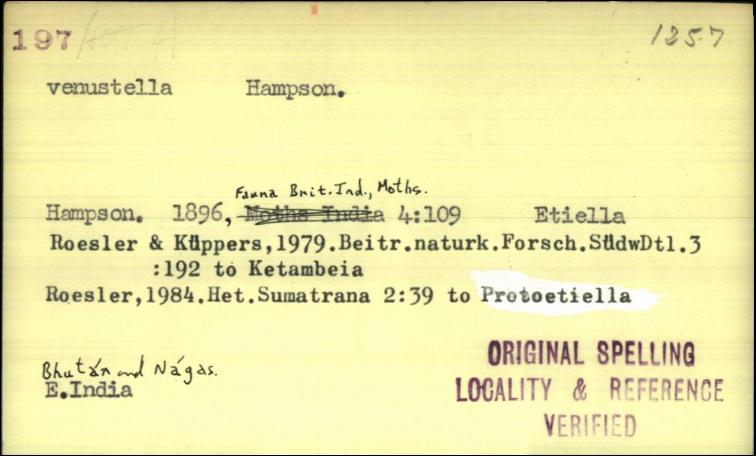 197
1257
venustella Hampson.
Fauna Brit.Ind., Moths.
Hampson. 1896, Moths India 4:109 Etiella
Roesler & Küppers,1979.Beitr.naturk.Forsch.SüdwDtl.3
:192 to Ketambeia
Roesler,1984.Het.Sumatrana 2:39 to Protoetiella
Bhután and Nágas.
E.India
ORIGINAL SPELLING
LOCALITY & REFERENCE
VERIFIED